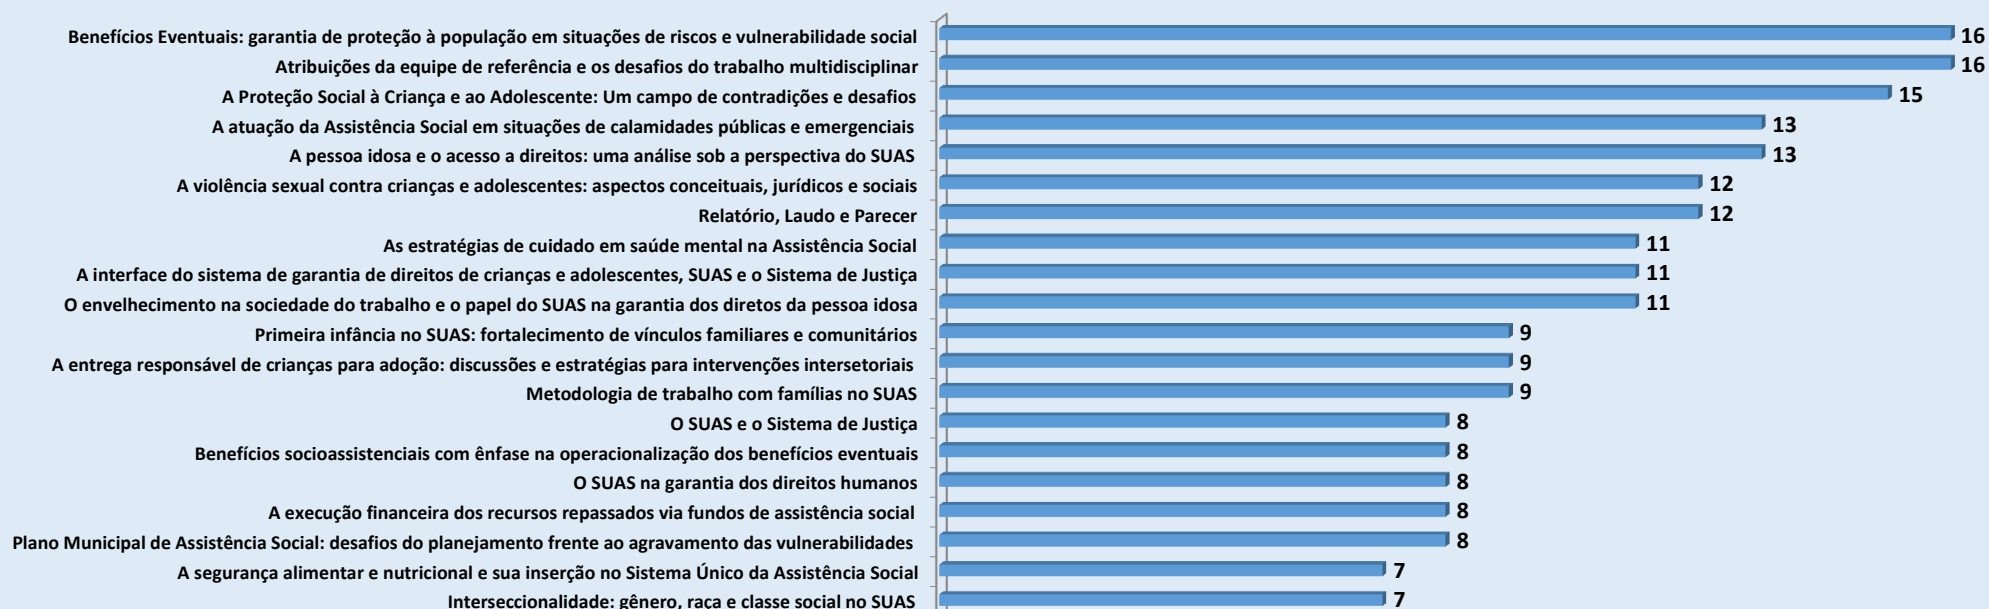 Benefícios Eventuais: garantia de proteção à população em situações de riscos e vulnerabilidade social 16
Atribuições da equipe de referência e os desafios do trabalho multidisciplinar 16
A Proteção Social à Criança e ao Adolescente: Um campo de contradições e desafios 15
A atuação da Assistência Social em situações de calamidades públicas e emergenciais 13
A pessoa idosa e o acesso a direitos: uma análise sob a perspectiva do SUAS 13
A violência sexual contra crianças e adolescentes: aspectos conceituais, jurídicos e sociais 12
Relatório, Laudo e Parecer 12
As estratégias de cuidado em saúde mental na Assistência Social 11
A interface do sistema de garantia de direitos de crianças e adolescentes, SUAS e o Sistema de Justiça 11
O envelhecimento na sociedade do trabalho e o papel do SUAS na garantia dos diretos da pessoa idosa 11
Primeira infância no SUAS: fortalecimento de vínculos familiares e comunitários 9
A entrega responsável de crianças para adoção: discussões e estratégias para intervenções intersetoriais 9
Metodologia de trabalho com famílias no SUAS 9
O SUAS e o Sistema de Justiça 8
Benefícios socioassistenciais com ênfase na operacionalização dos benefícios eventuais 8
O SUAS na garantia dos direitos humanos 8
A execução financeira dos recursos repassados via fundos de assistência social 8
Plano Municipal de Assistência Social: desafios do planejamento frente ao agravamento das vulnerabilidades 8
A segurança alimentar e nutricional e sua inserção no Sistema Único da Assistência Social 7
Interseccionalidade: gênero, raça e classe social no SUAS 7